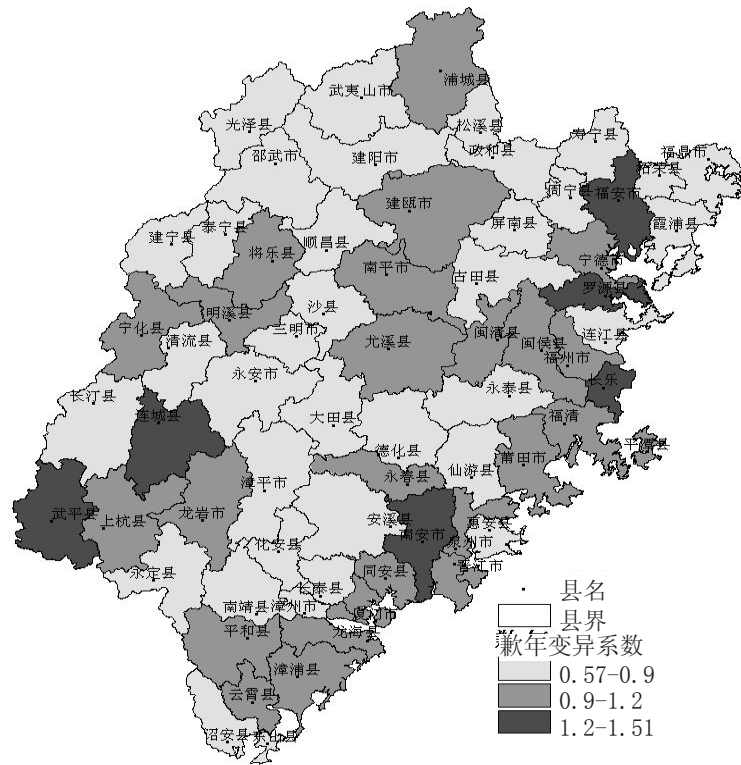 浦城县
武夷山市
光泽县
松溪县
寿宁县
政和县
福鼎市
邵武市
建阳市
柘荣县
周宁县
福安市
建瓯市
屏南县
霞浦县
泰宁县
建宁县
顺昌县
将乐县
宁德市
南平市
古田县
罗源县
沙县
明溪县
宁化县
三明市
清流县
尤溪县
闽清县
闽侯县
连江县
福州市
永安市
长乐
永泰县
长汀县
连城县
大田县
福清
平潭县
德化县
莆田市
仙游县
永春县
漳平市
武平县
上杭县
龙岩市
安溪县
惠安县
南安市
泉州市
华安县
晋江市
永定县
同安县
长泰县
南靖县
漳州市
厦门市
平和县
龙海县
漳浦县
云霄县
诏安县
东山县
县名
县界
歉年变异系数
0.57-0.9
0.9-1.2
1.2-1.51